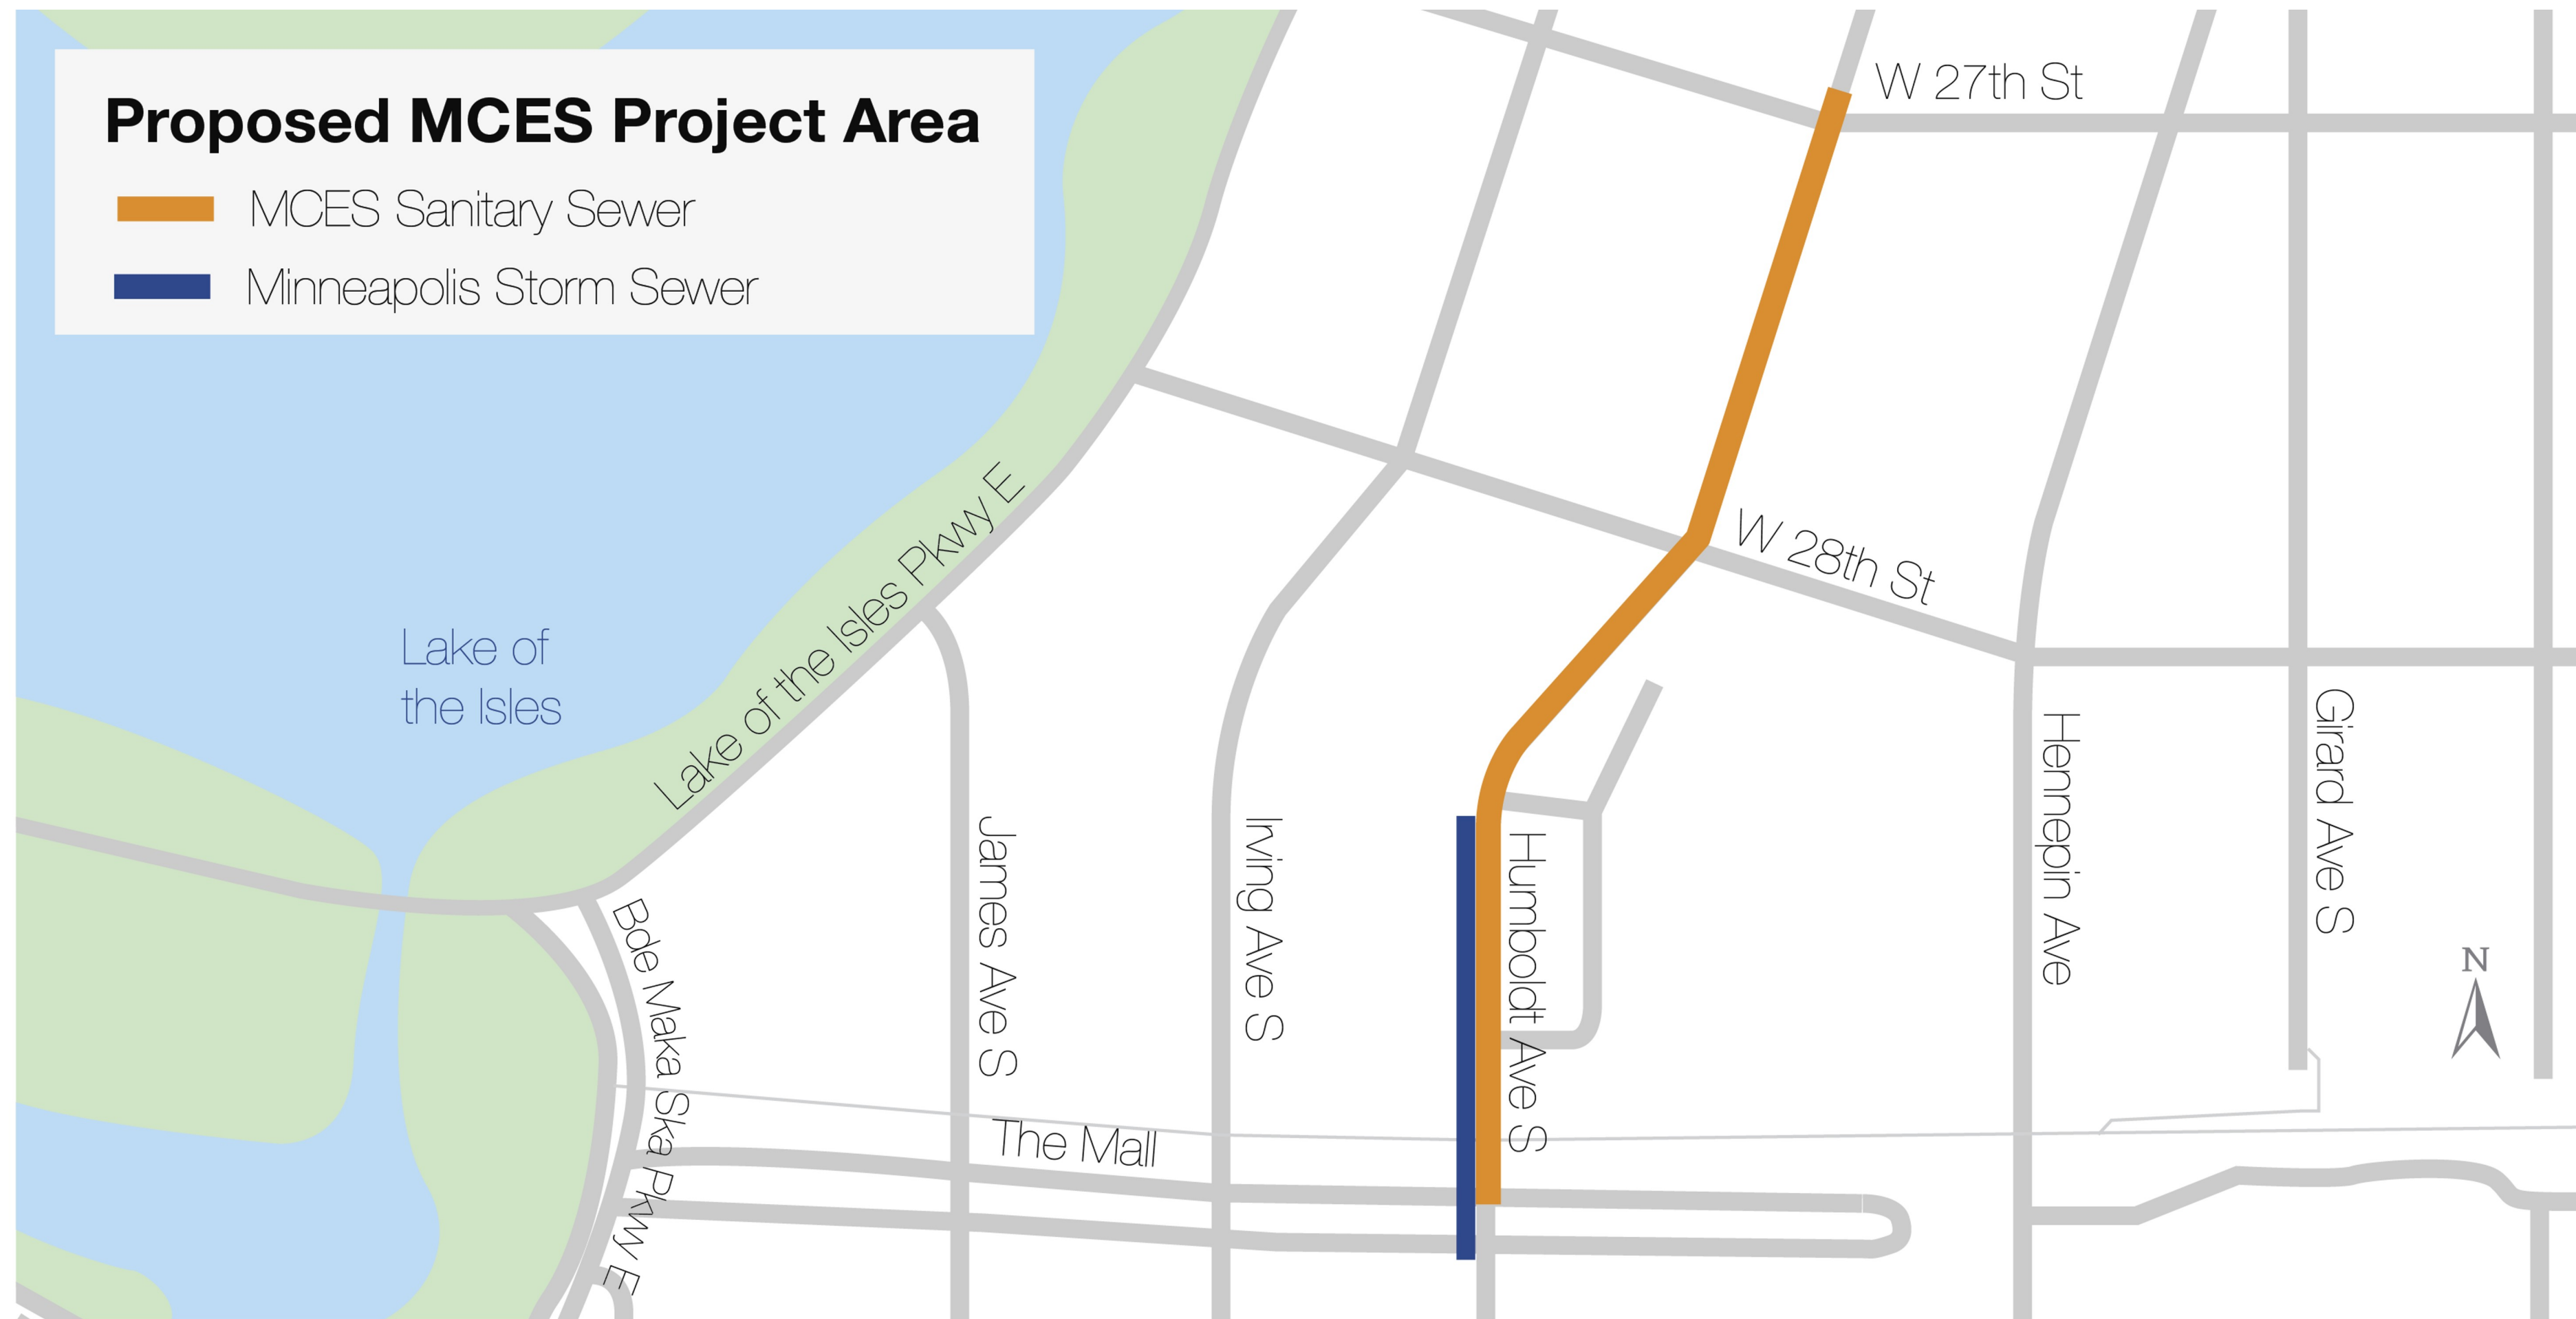 Proposed MCES Project Area
MCES Sanitary Sewer
Minneapolis Storm Sewer
W 27th St
W 28th St
Lake of the Isles Pkwy E
Lake of
the Isles
James Ave S
Irving Ave S
Humboldt Ave S
Hennepin Ave
Girard Ave S
Bde Maka Ska Pkwy E
The Mall
N